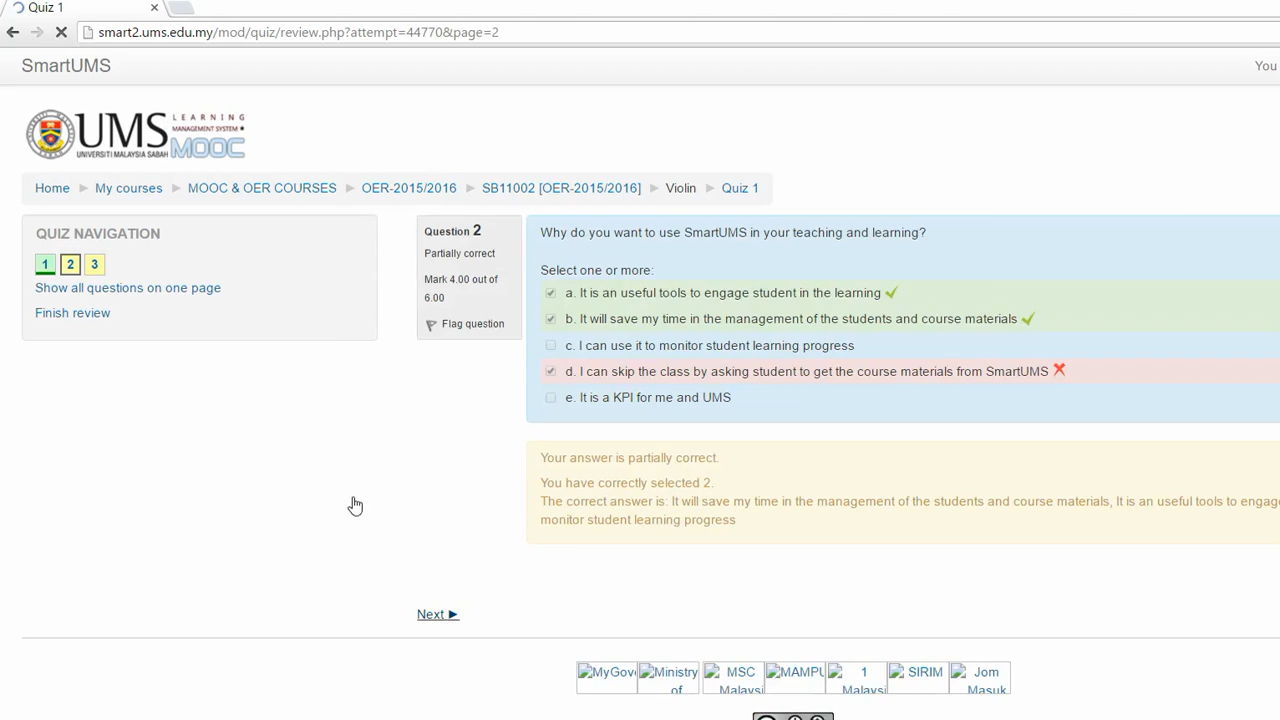 Quiz 1
smart2.ums.edu.my/mod/quiz/review.php?attempt=44770&page=2
SmartUMS
You
UMS LEARNING
MANAGEMENT SYSTEM
UNIVERSITI MALAYSIA SABAH MOOC
Home My courses MOOC & OER COURSES OER-2015/2016 SB11002 [OER-2015/2016] Violin Quiz 1
QUIZ NAVIGATION
1 2 3
Show all questions on one page
Finish review
Question 2
Partially correct
Mark 4.00 out of
6.00
Flag question
Why do you want to use SmartUMS in your teaching and learning?
Select one or more:
a. It is an useful tools to engage student in the learning
b. It will save my time in the management of the students and course materials
c. I can use it to monitor student learning progress
d. I can skip the class by asking student to get the course materials from SmartUMS
e. It is a KPI for me and UMS
Your answer is partially correct.
You have correctly selected 2.
The correct answer is: It will save my time in the management of the students and course materials, It is an useful tools to engage
monitor student learning progress
Next
MyGov Ministry of MSC Malaysi MAMPU 1 Malaysi SIRIM Jom Masuk